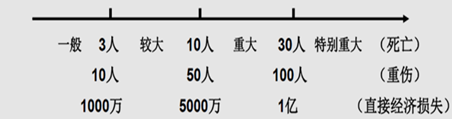 一般 3人 较大 10人 重大 30人 特别重大 (死亡)
10人 50人 100人 (重伤)
1000万 5000万 1亿 (直接经济损失)